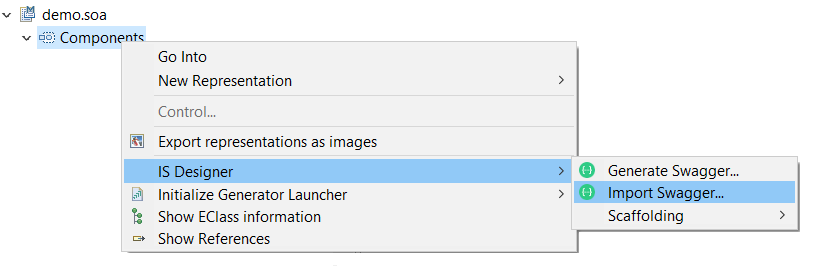 demo.soa
Components
Go Into
New Representation
Control...
Export representations as images
IS Designer
Generate Swagger...
Initialize Generator Launcher
Import Swagger...
Show EClass information
Scaffolding
Show References